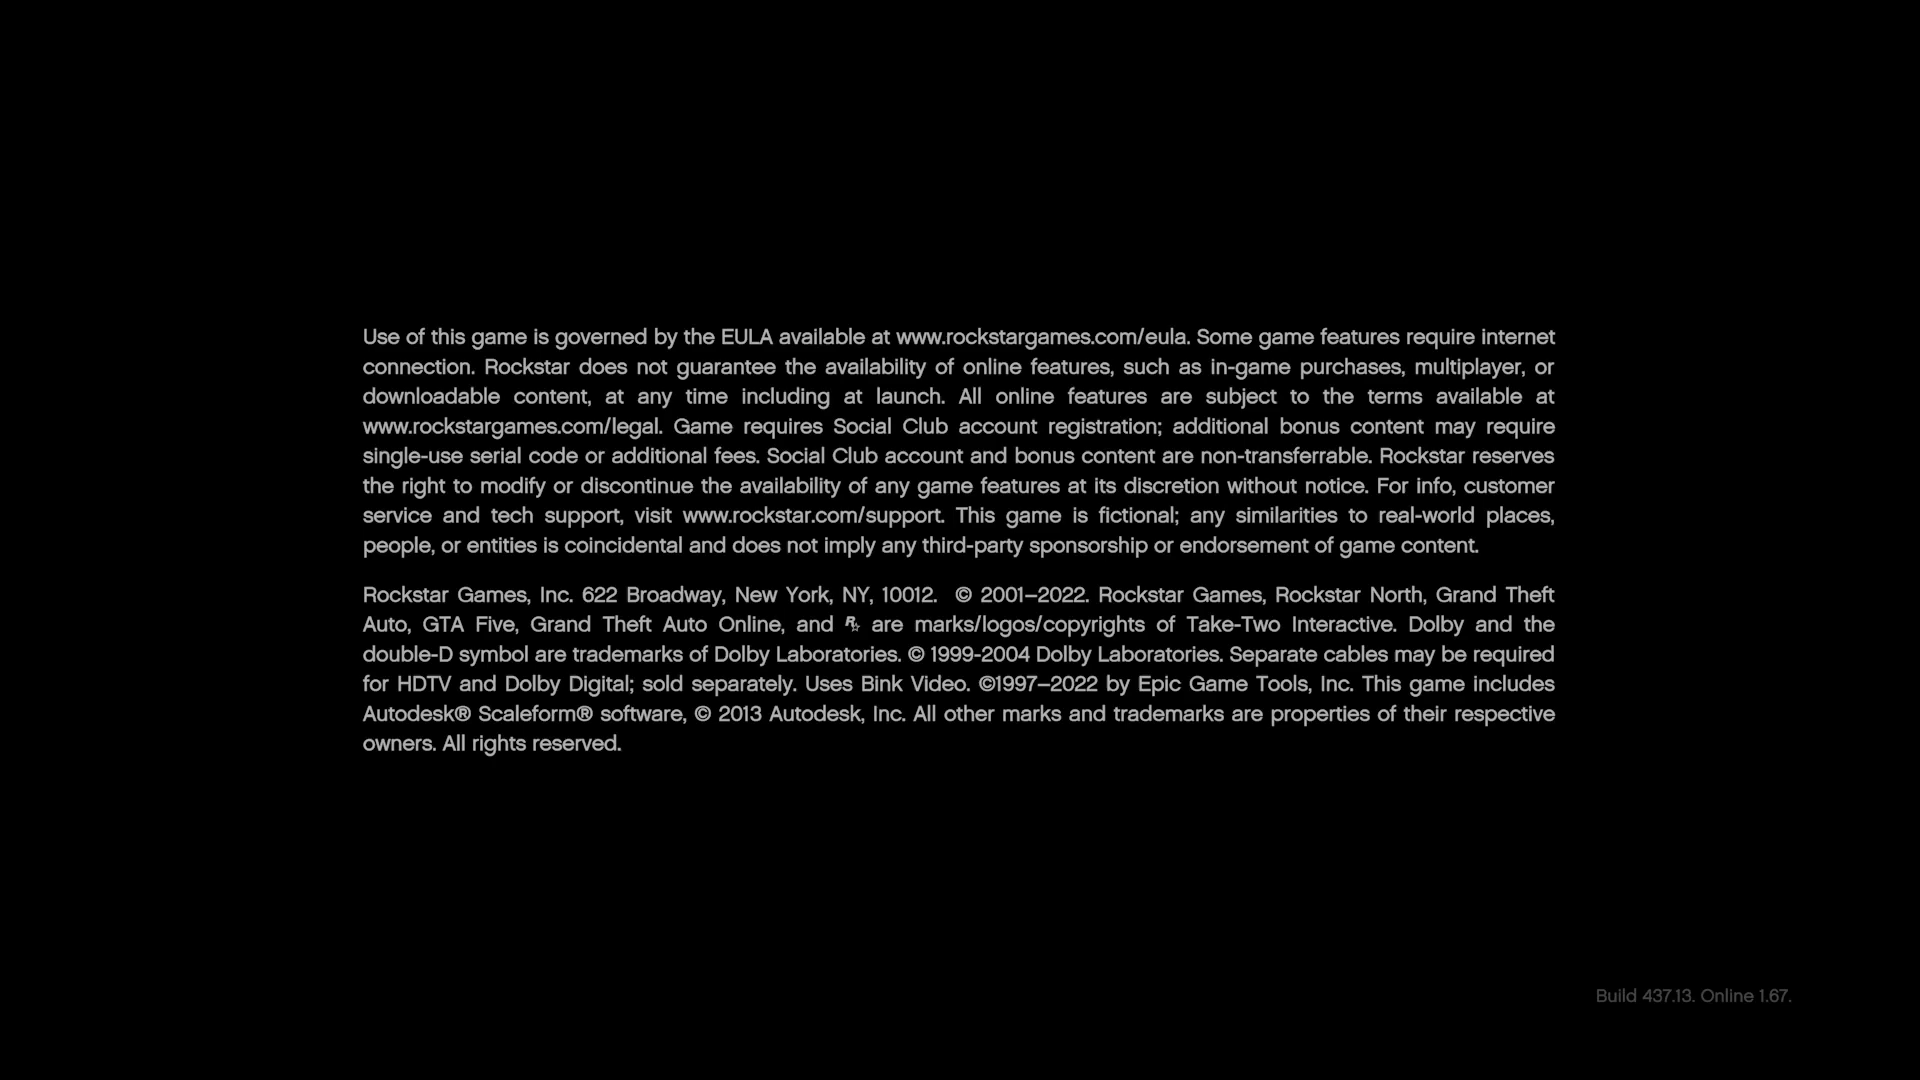 Use of this game is governed by the EULA available at www.rockstargames.com/eula. Some game features require internet
connection. Rockstar does not guarantee the availability of online features, such as in-game purchases, multiplayer, or
downloadable content, at any time including at launch. All online features are subject to the terms available at
www.rockstargames.com/legal. Game requires Social Club account registration; additional bonus content may require
single-use serial code or additional fees. Social Club account and bonus content are non-transferrable. Rockstar reserves
the right to modify or discontinue the availability of any game features at its discretion without notice. For info, customer
service and tech support, visit www.rockstar.com/support. This game is fictional; any similarities to real-world places,
people, or entities is coincidental and does not imply any third-party sponsorship or endorsement of game content.
Rockstar Games, Inc. 622 Broadway, New York, NY, 10012. © 2001–2022. Rockstar Games, Rockstar North, Grand Theft
Auto, GTA Five, Grand Theft Auto Online, and R★ are marks/logos/copyrights of Take-Two Interactive. Dolby and the
double-D symbol are trademarks of Dolby Laboratories. © 1999-2004 Dolby Laboratories. Separate cables may be required
for HDTV and Dolby Digital; sold separately. Uses Bink Video. ©1997–2022 by Epic Game Tools, Inc. This game includes
Autodesk® Scaleform® software, © 2013 Autodesk, Inc. All other marks and trademarks are properties of their respective
owners. All rights reserved.
Build 437.13. Online 1.67.